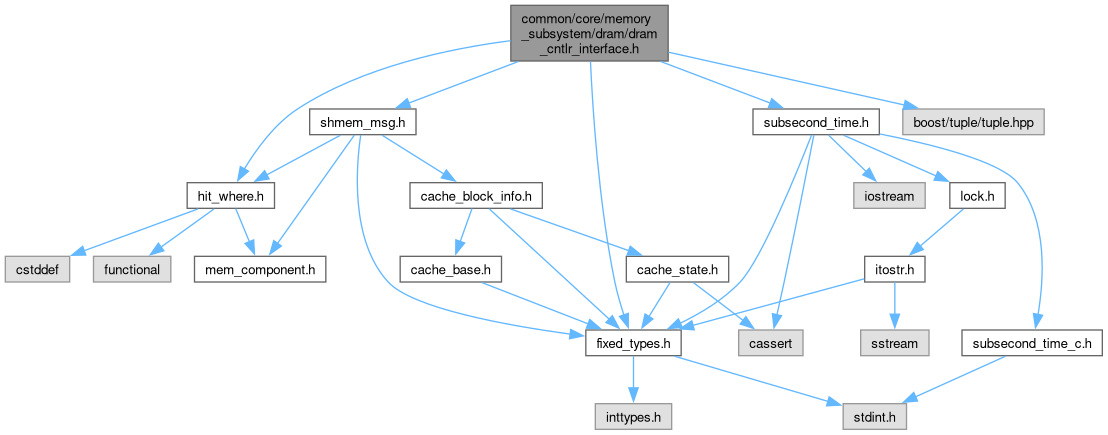 common/core/memory
_subsystem/dram/dram
_cntlr_interface.h
shmem_msg.h
subsecond_time.h
boost/tuple/tuple.hpp
hit_where.h
cache_block_info.h
iostream
lock.h
cstddef
functional
mem_component.h
cache_base.h
cache_state.h
itostr.h
fixed_types.h
cassert
sstream
subsecond_time_c.h
inttypes.h
stdint.h